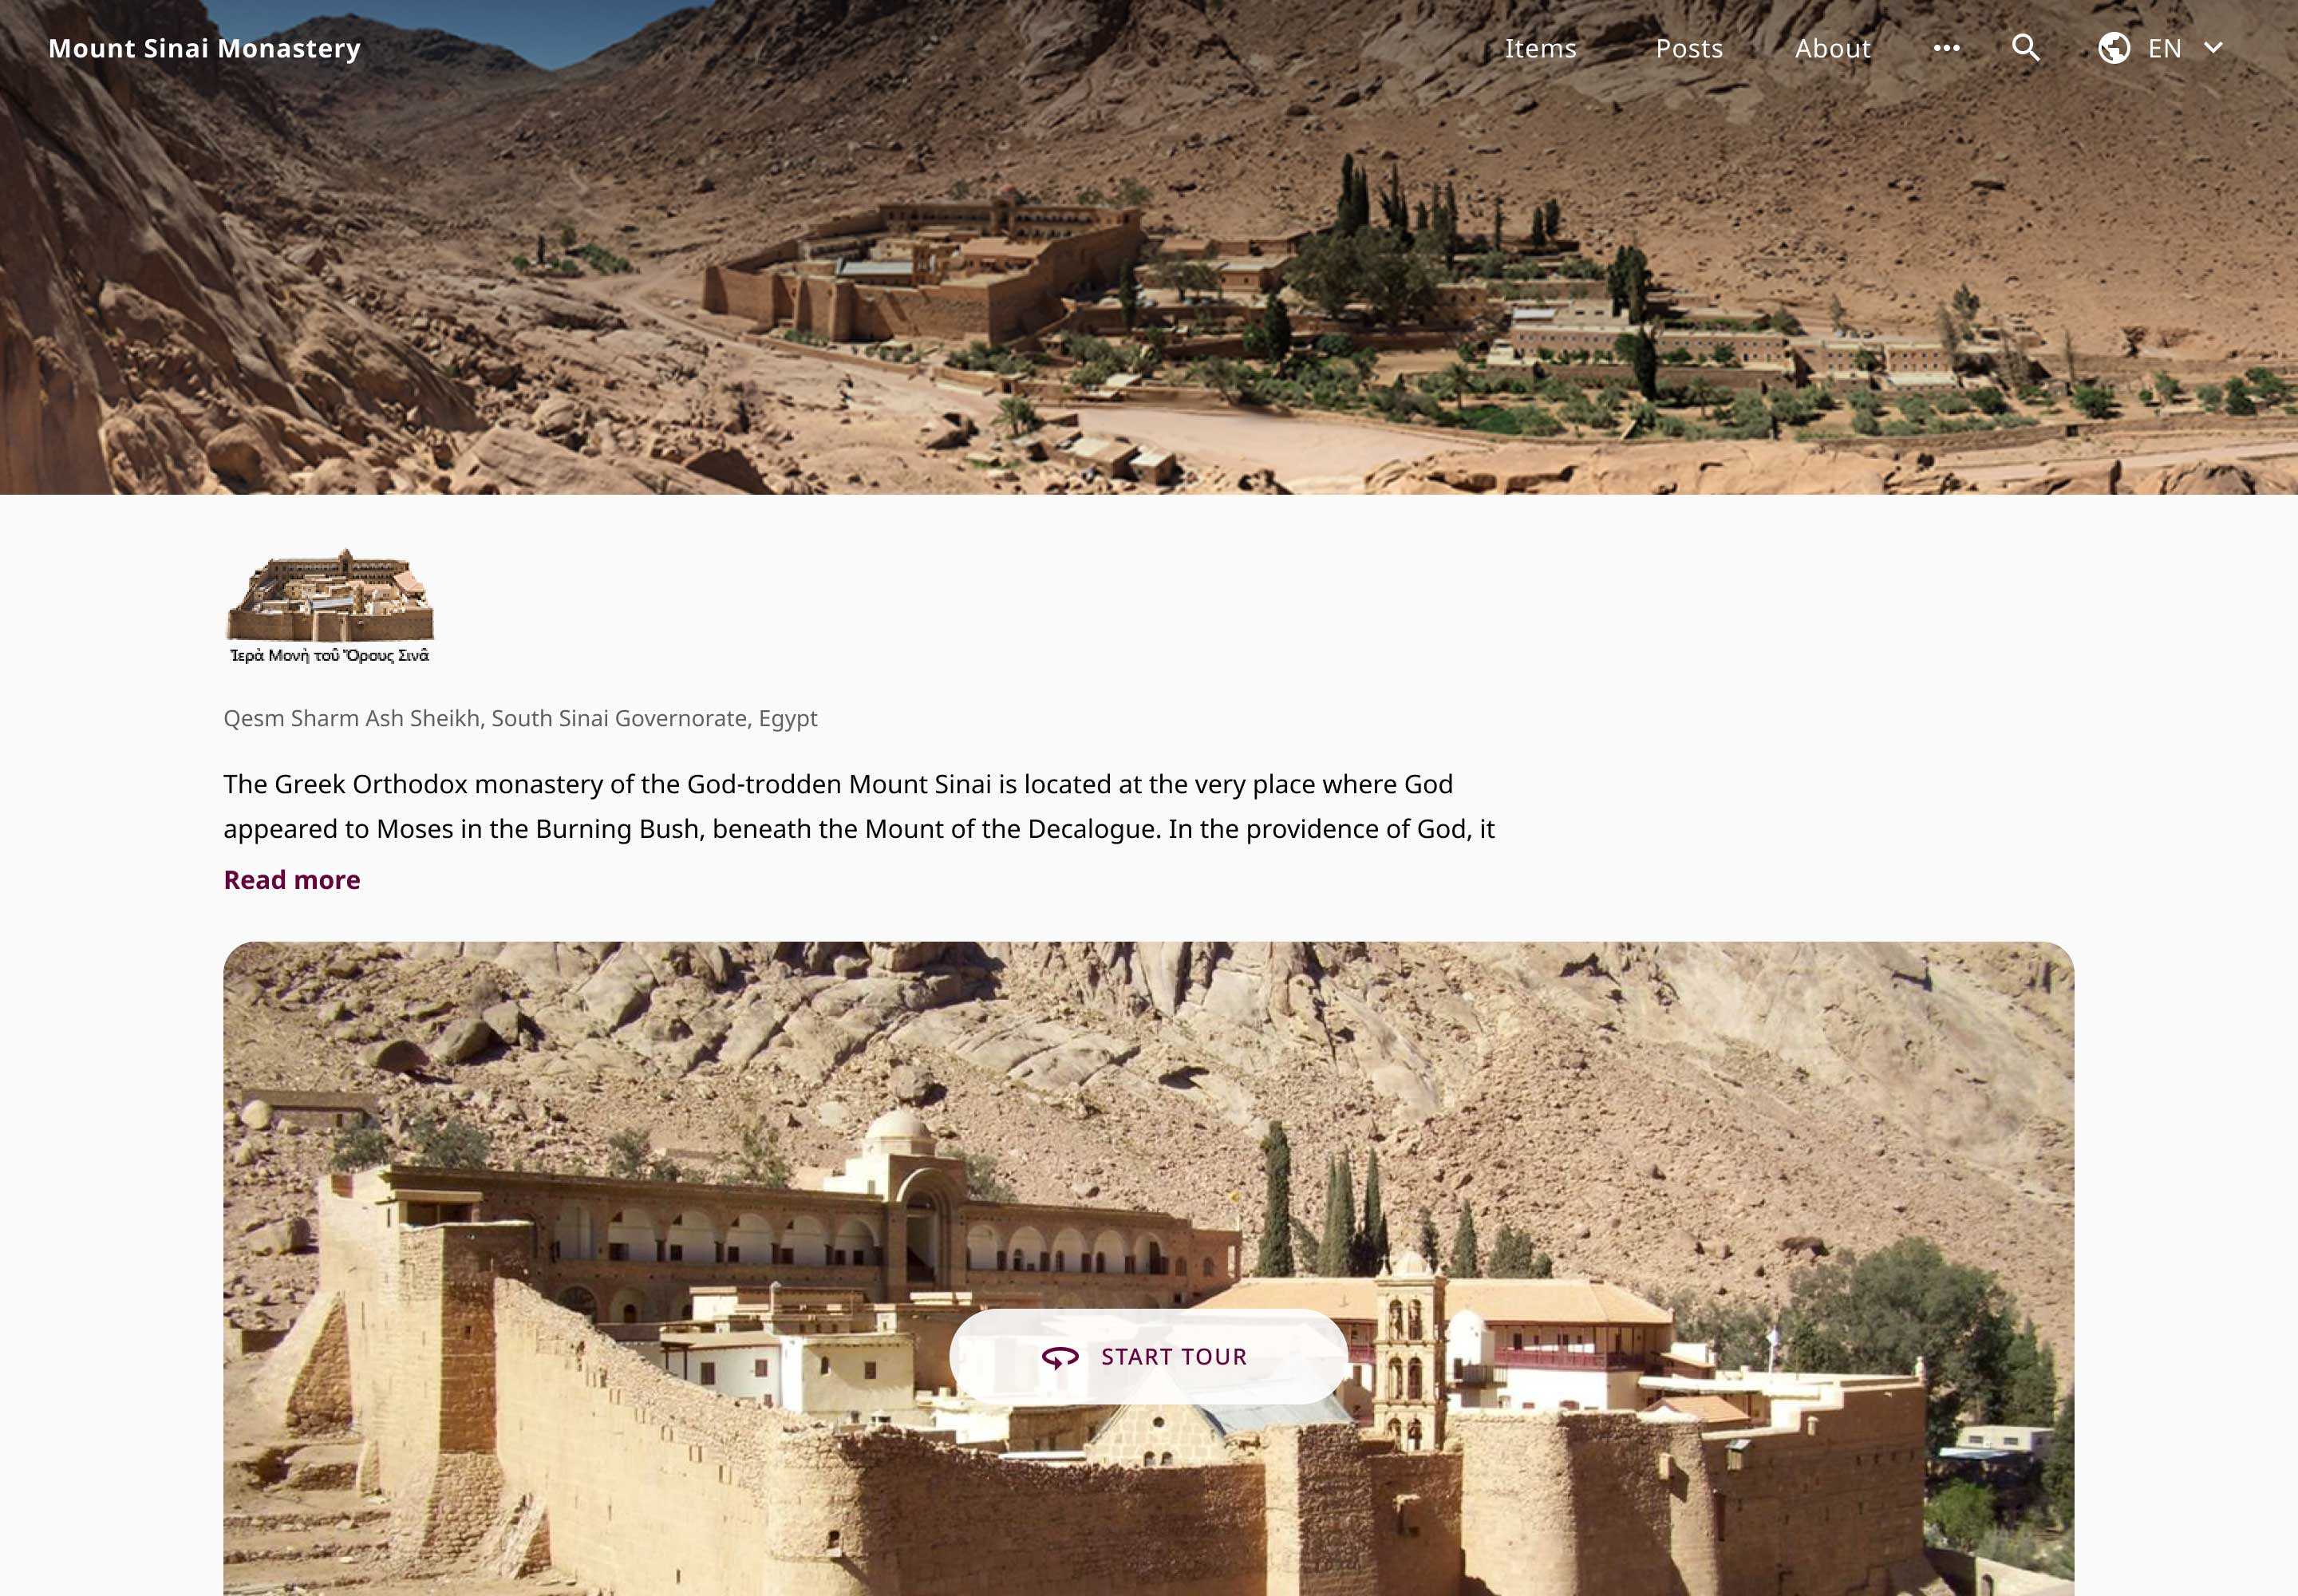 Mount Sinai Monastery
Items
Posts
About
EN
Ἱερὰ Μονὴ τοῦ Ὄρους Σινᾶ
Qesm Sharm Ash Sheikh, South Sinai Governorate, Egypt
The Greek Orthodox monastery of the God-trodden Mount Sinai is located at the very place where God
appeared to Moses in the Burning Bush, beneath the Mount of the Decalogue. In the providence of God, it
Read more
START TOUR